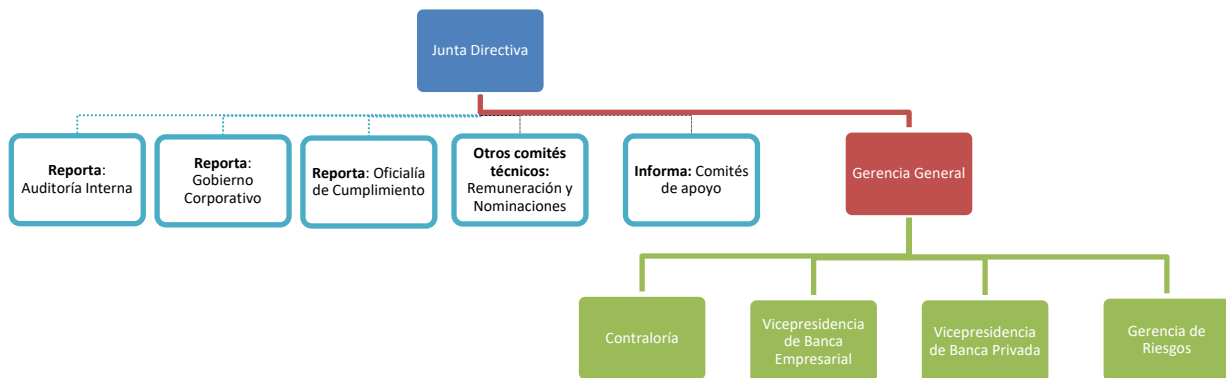 Junta Directiva
Reporta:
Auditoría Interna
Reporta:
Gobierno
Corporativo
Reporta: Oficialía
de Cumplimiento
Otros comités
técnicos:
Remuneración y
Nominaciones
Informa: Comités
de apoyo
Gerencia General
Contraloría
Vicepresidencia
de Banca
Empresarial
Vicepresidencia
de Banca Privada
Gerencia de
Riesgos